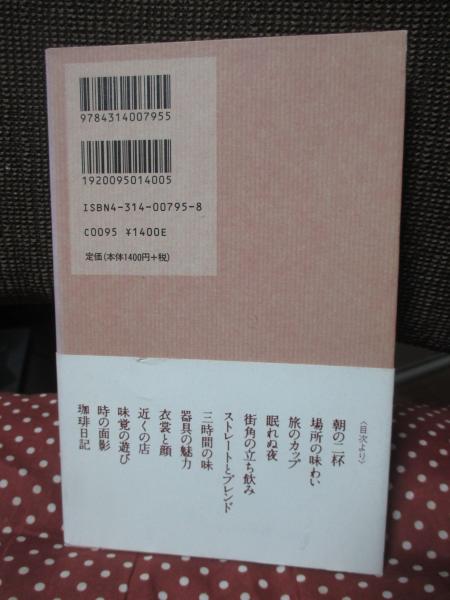 9784314007955
1920095014005
ISBN4-314-00795-8
C0095 ¥1400E
定価(本体1400円+税)
〈目次より〉
朝の二杯
場所の味わい
旅のカップ
眠れぬ夜
街角の立ち飲み
ストレートとブレンド
三時間の味
器具の魅力
衣裳と顔
近くの店
味覚の遊び
時の面影
珈琲日記